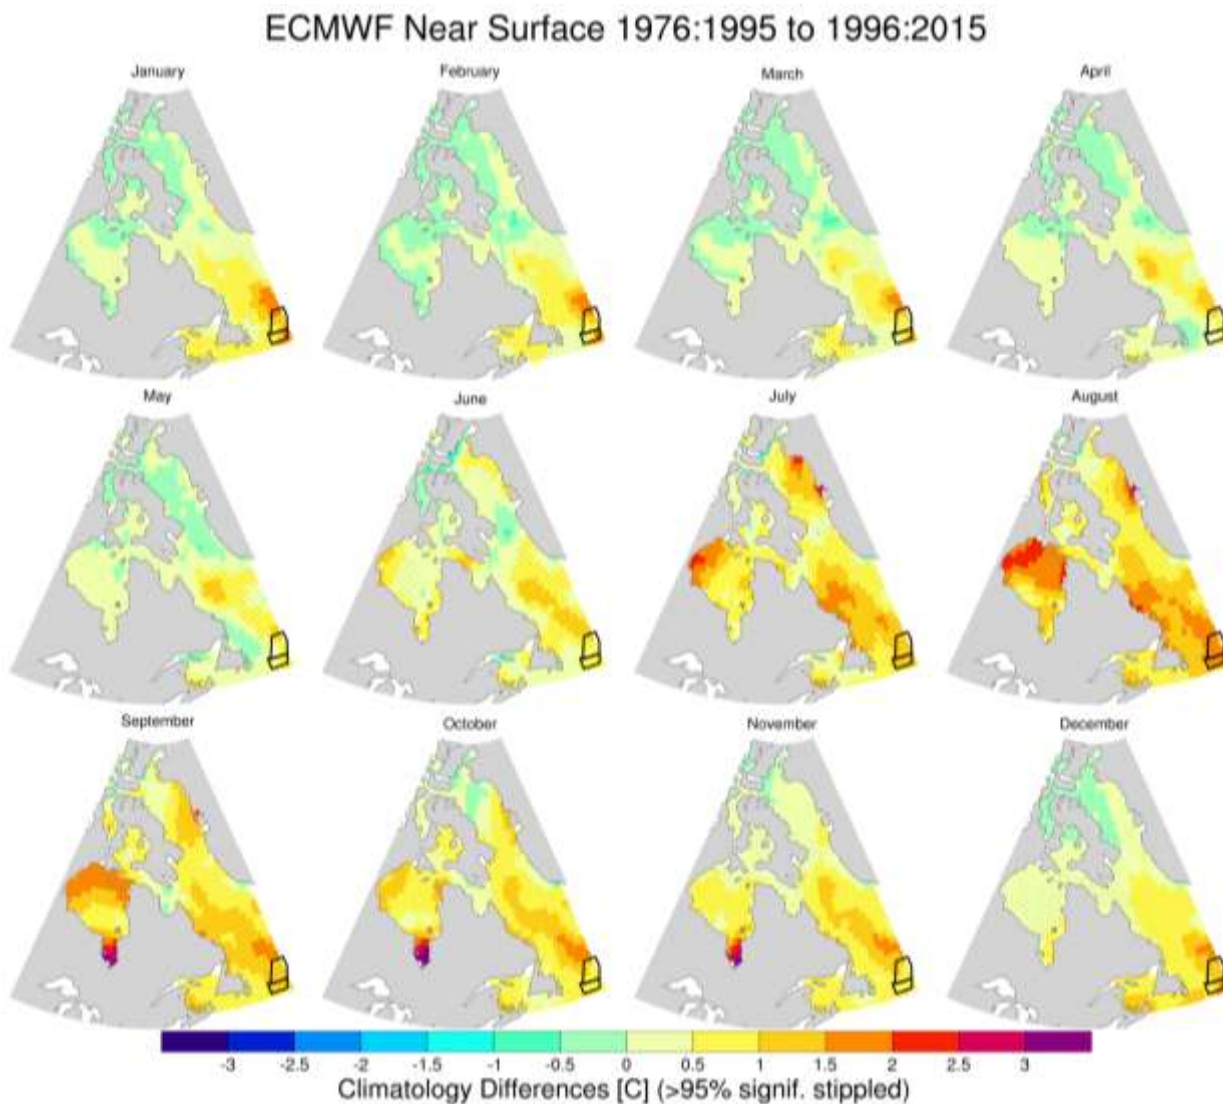 ECMWF Near Surface 1976:1995 to 1996:2015
January February March April
May June July August
September October November December
-3 -2.5 -2 -1.5 -1 -0.5 0 0.5 1 1.5 2 2.5 3
Climatology Differences [C] (>95% signif. stippled)